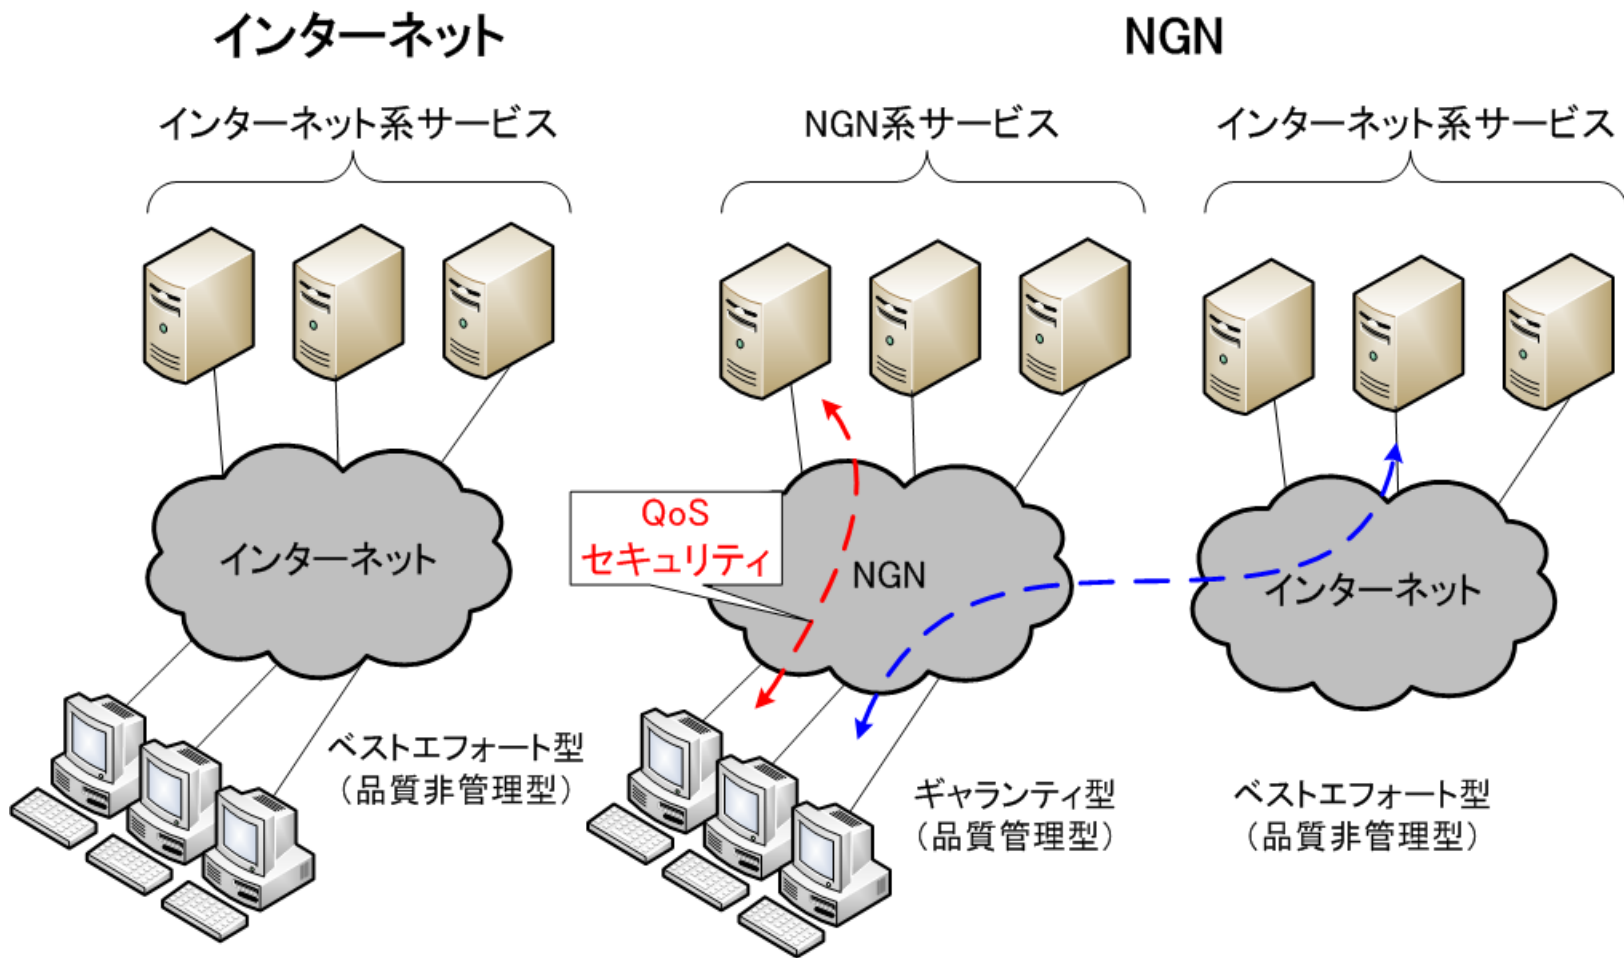 インターネット
NGN
インターネット系サービス
NGN系サービス
インターネット系サービス
QoS
セキュリティ
インターネット
NGN
インターネット
ベストエフォート型
（品質非管理型）
ギャランティ型
（品質管理型）
ベストエフォート型
（品質非管理型）